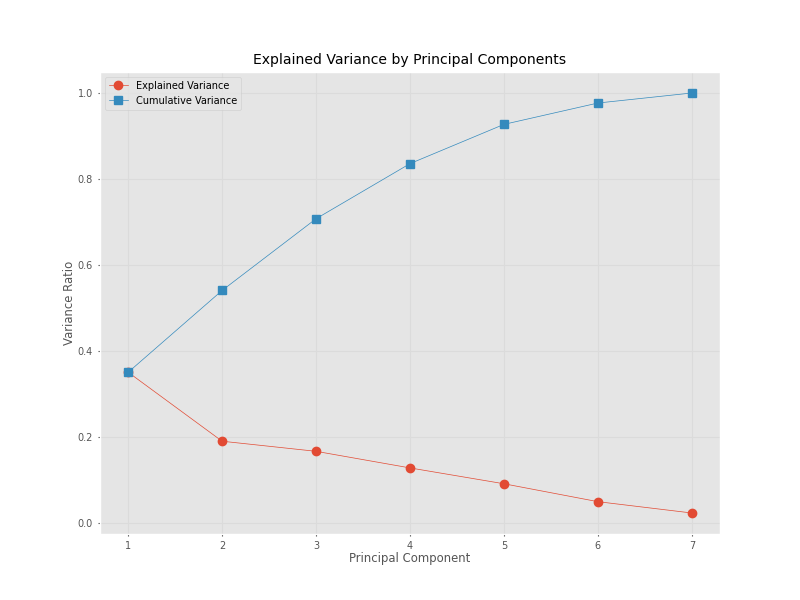 Explained Variance by Principal Components
Explained Variance
Cumulative Variance
1.0
0.8
0.6
0.4
0.2
0.0
Variance Ratio
1 2 3 4 5 6 7
Principal Component